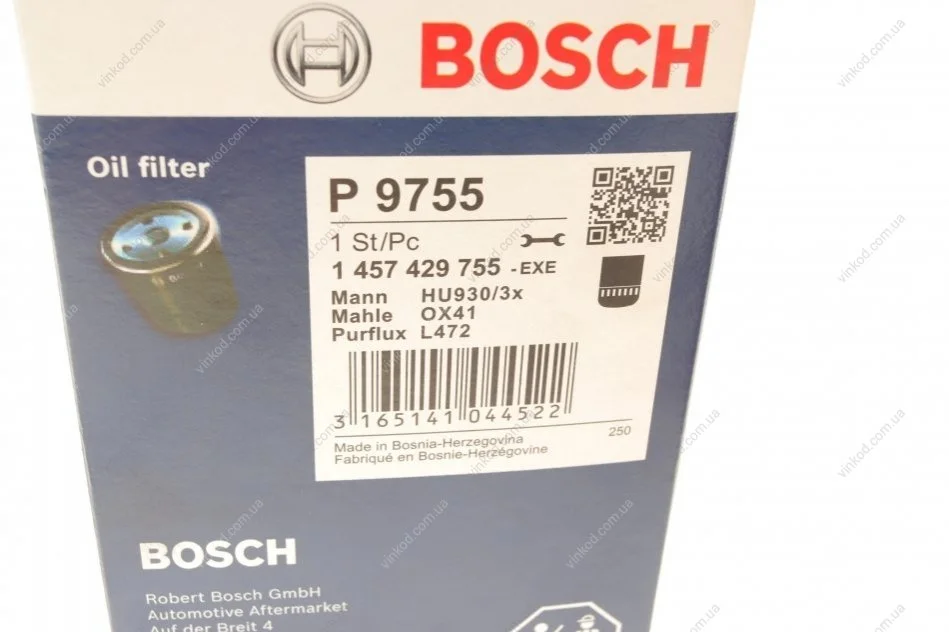 BOSCH
Oil filter
P 9755
1 St/Pc
1 457 429 755 -EXE
Mann HU930/3x
Mahle OX41
Purflux L472
3 165141 044522
Made in Bosnia-Herzegovina
Fabriqué en Bosnie-Herzégovine
250
BOSCH
Robert Bosch GmbH
Automotive Aftermarket
Auf der Breit 4
vinkod.com.ua